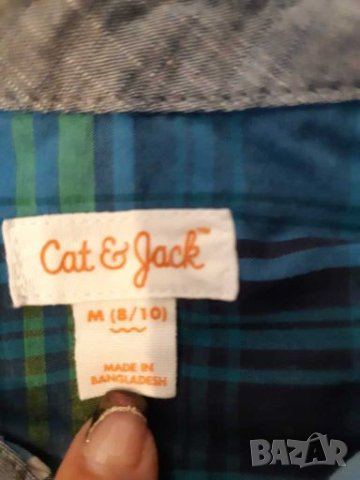 Cat & Jack™
M (8/10)
MADE IN
BANGLADESH
BAZAR